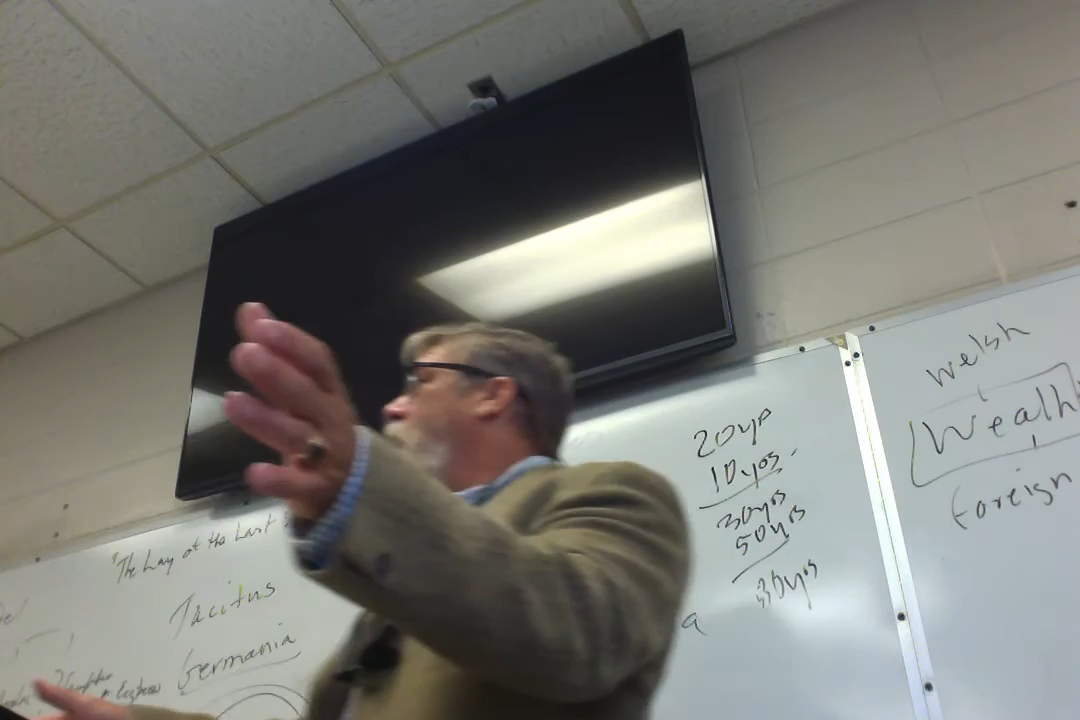 "The Lay of the Last
Tacitus
Germania
20yrs
10yrs.
30yrs
50yrs
30yrs
a
Welsh
Wealh
foreign